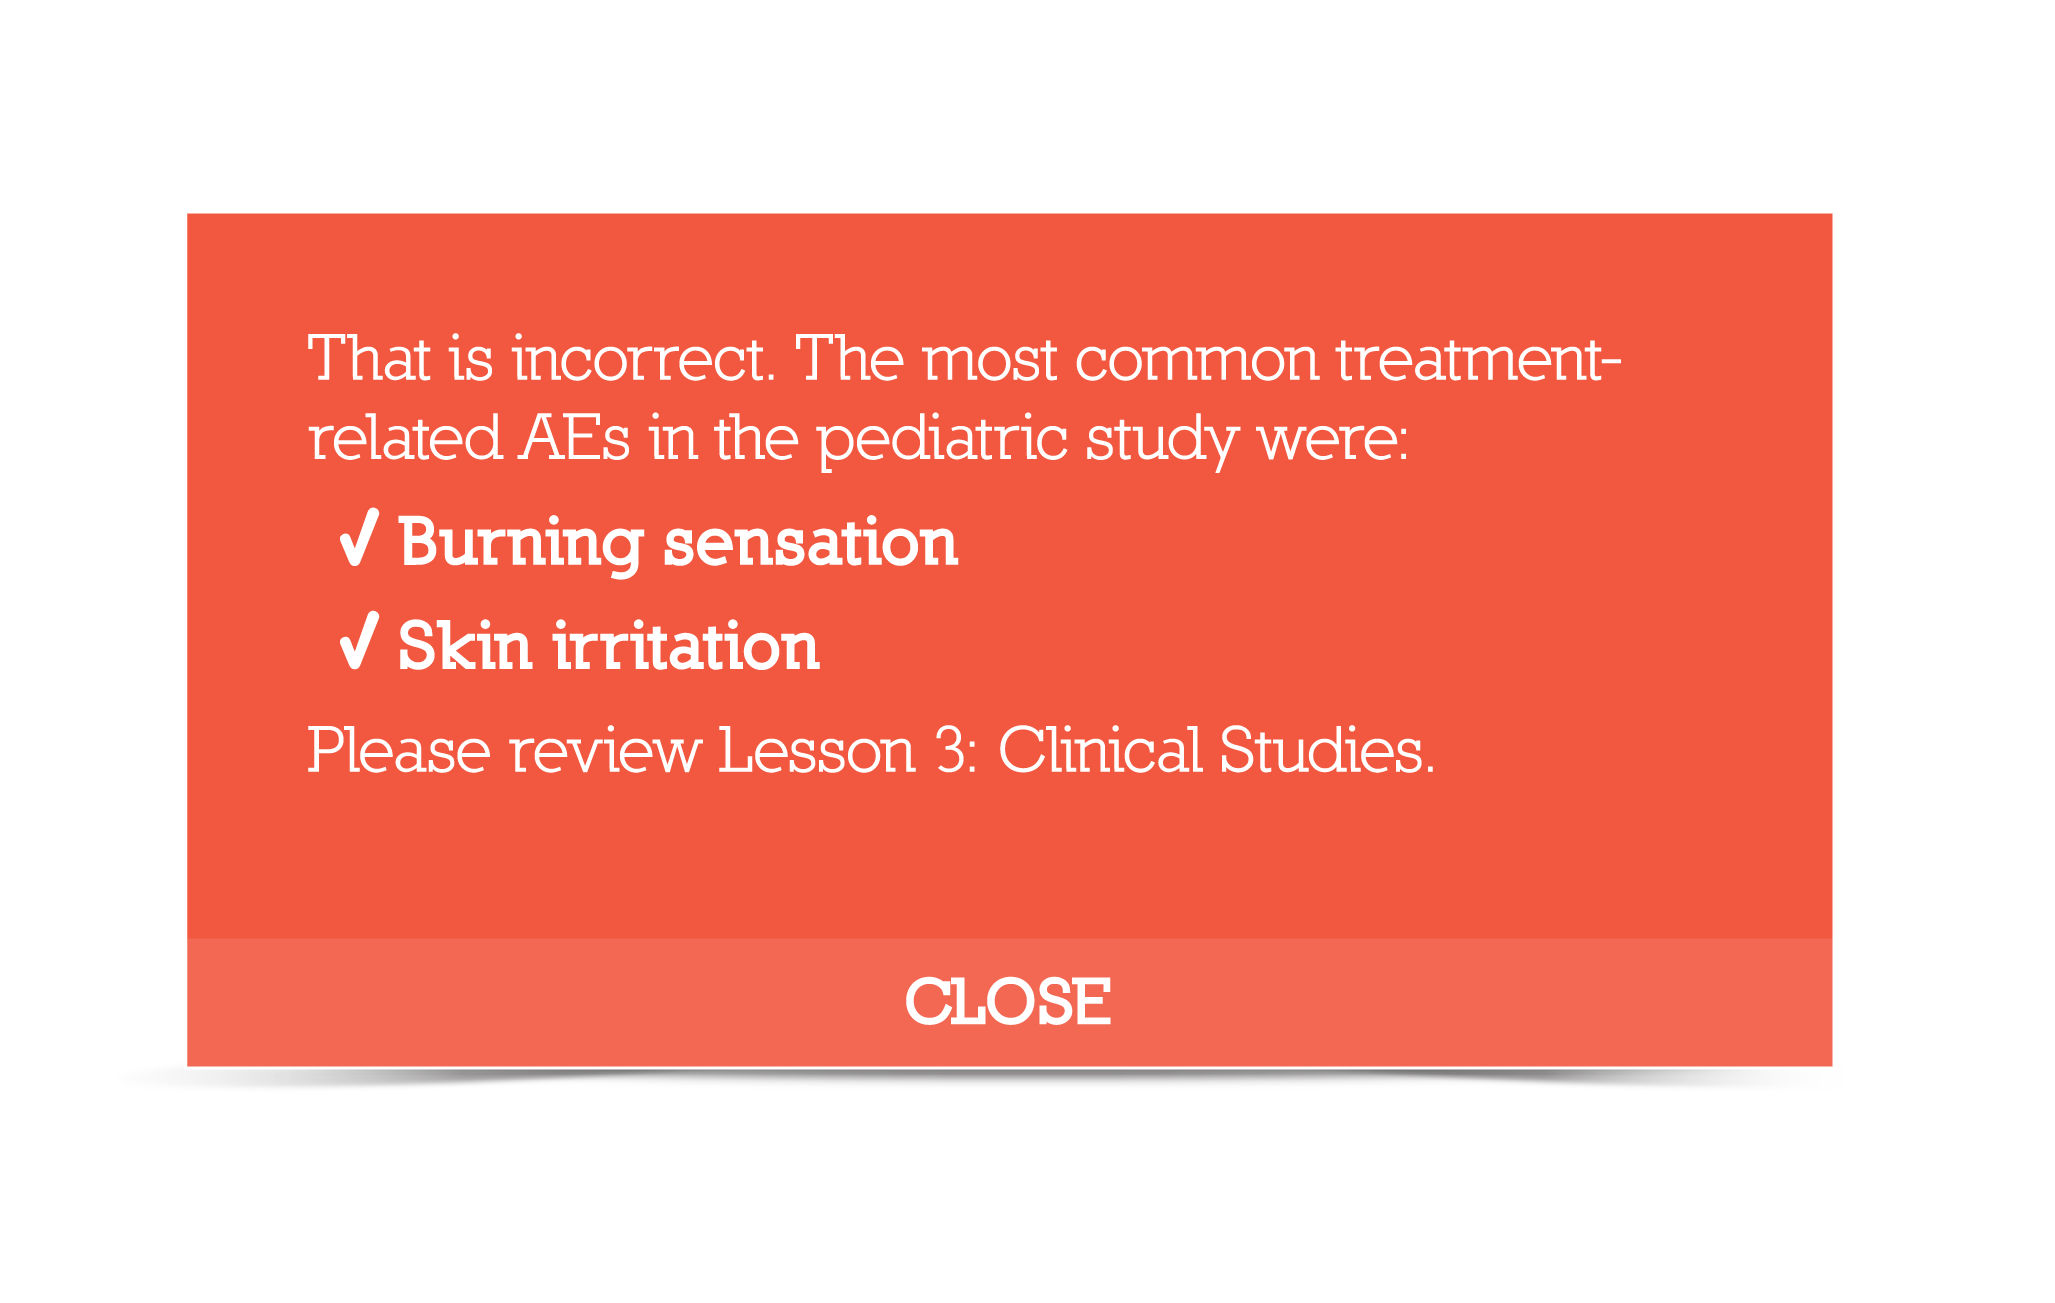 That is incorrect. The most common treatment-
related AEs in the pediatric study were:
✓ Burning sensation
✓ Skin irritation
Please review Lesson 3: Clinical Studies.
CLOSE